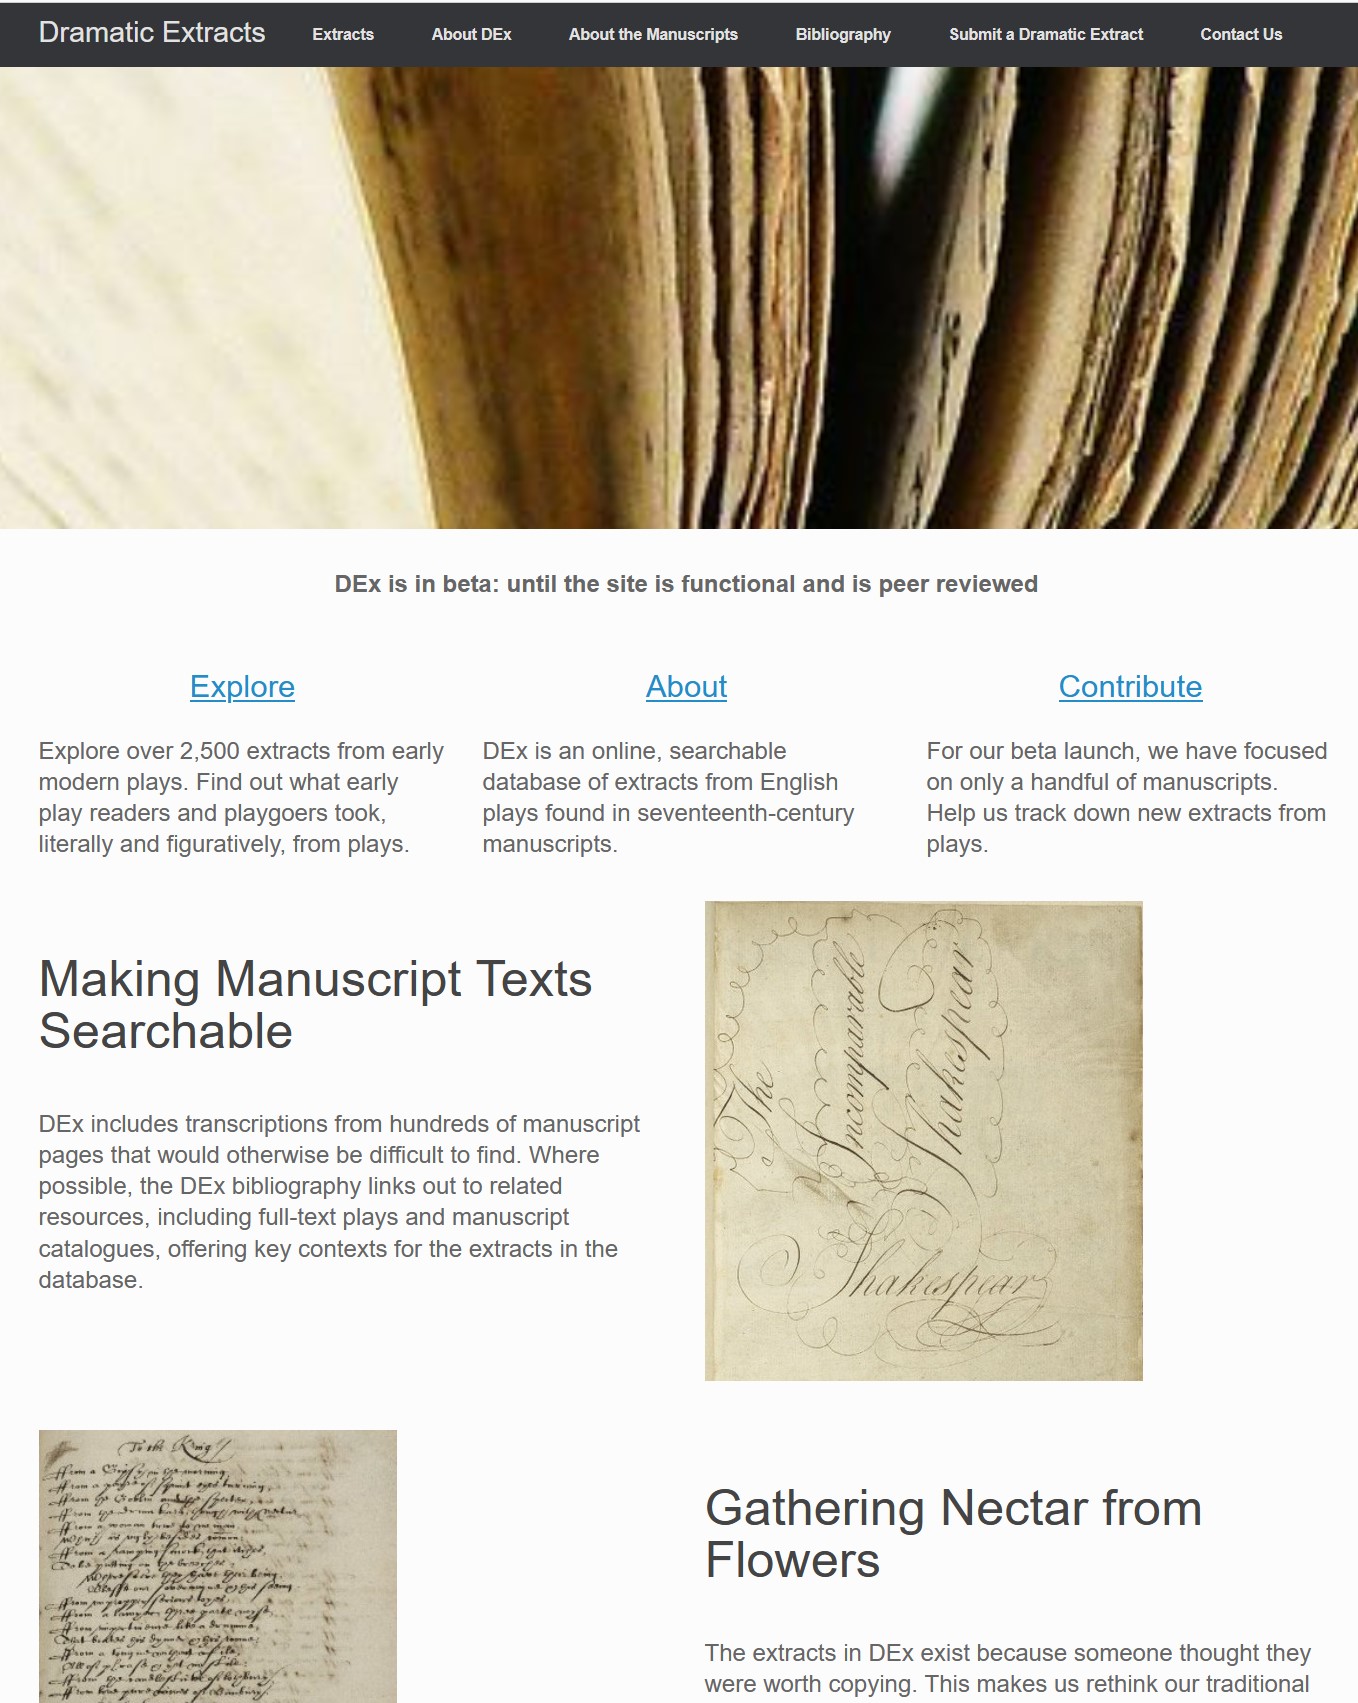 Dramatic Extracts Extracts About DEx About the Manuscripts Bibliography Submit a Dramatic Extract Contact Us
DEx is in beta: until the site is functional and is peer reviewed
Explore
Explore over 2,500 extracts from early
modern plays. Find out what early
play readers and playgoers took,
literally and figuratively, from plays.
About
DEx is an online, searchable
database of extracts from English
plays found in seventeenth-century
manuscripts.
Contribute
For our beta launch, we have focused
on only a handful of manuscripts.
Help us track down new extracts from
plays.
Making Manuscript Texts
Searchable
DEx includes transcriptions from hundreds of manuscript
pages that would otherwise be difficult to find. Where
possible, the DEx bibliography links out to related
resources, including full-text plays and manuscript
catalogues, offering key contexts for the extracts in the
database.
The
Incomparable
Shakespear
Shakespear
To the King
Gathering Nectar from
Flowers
The extracts in DEx exist because someone thought they
were worth copying. This makes us rethink our traditional